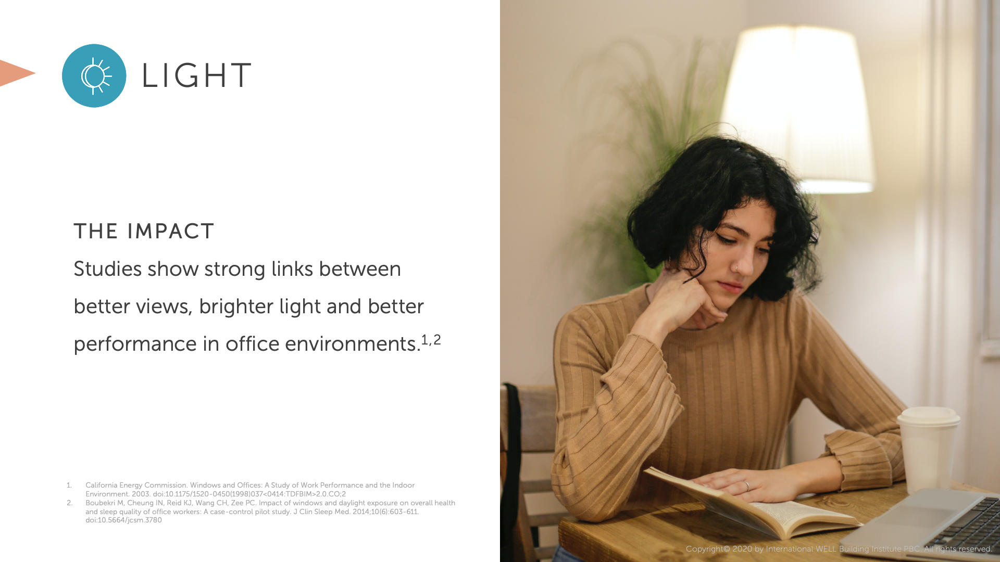 LIGHT
THE IMPACT
Studies show strong links between
better views, brighter light and better
performance in office environments.1,2
1. California Energy Commission. Windows and Offices: A Study of Work Performance and the Indoor
Environment. 2003. doi:10.1175/1520-0450(1998)037<0414:TDFBIM>2.0.CO;2
2. Boubekri M, Cheung IN, Reid KJ, Wang CH, Zee PC. Impact of windows and daylight exposure on overall health
and sleep quality of office workers: A case-control pilot study. J Clin Sleep Med. 2014;10(6):603-611.
doi:10.5664/jcsm.3780
Copyright© 2020 by International WELL Building Institute PBC. All rights reserved.